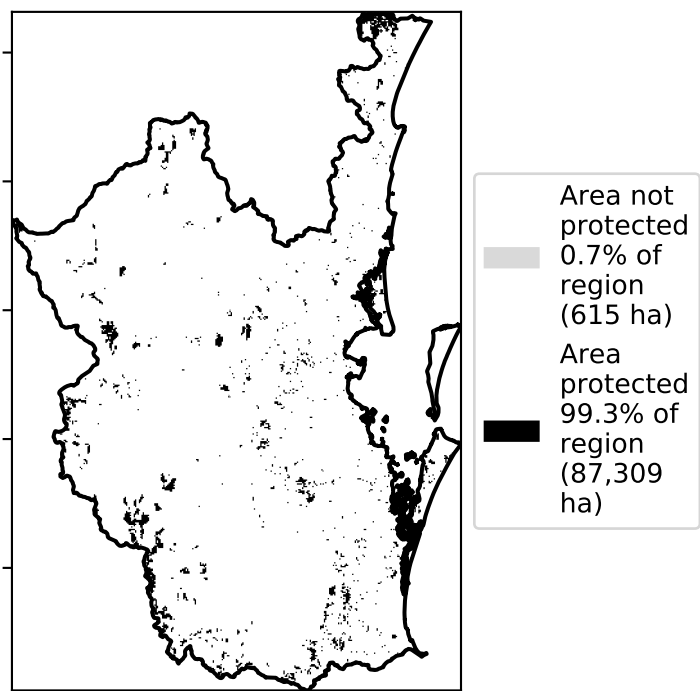 Area not
protected
0.7% of
region
(615 ha)
Area
protected
99.3% of
region
(87,309
ha)